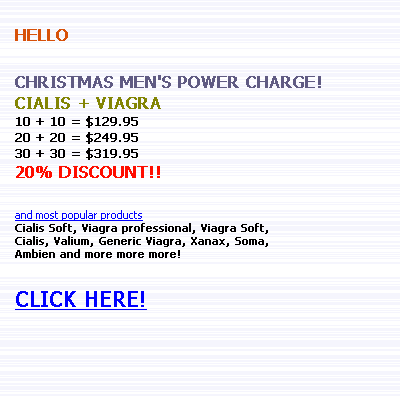 HELLO
CHRISTMAS MEN'S POWER CHARGE!
CIALIS + VIAGRA
10 + 10 = $129.95
20 + 20 = $249.95
30 + 30 = $319.95
20% DISCOUNT!!
and most popular products
Cialis Soft, Viagra professional, Viagra Soft,
Cialis, Valium, Generic Viagra, Xanax, Soma,
Ambien and more more more!
CLICK HERE!